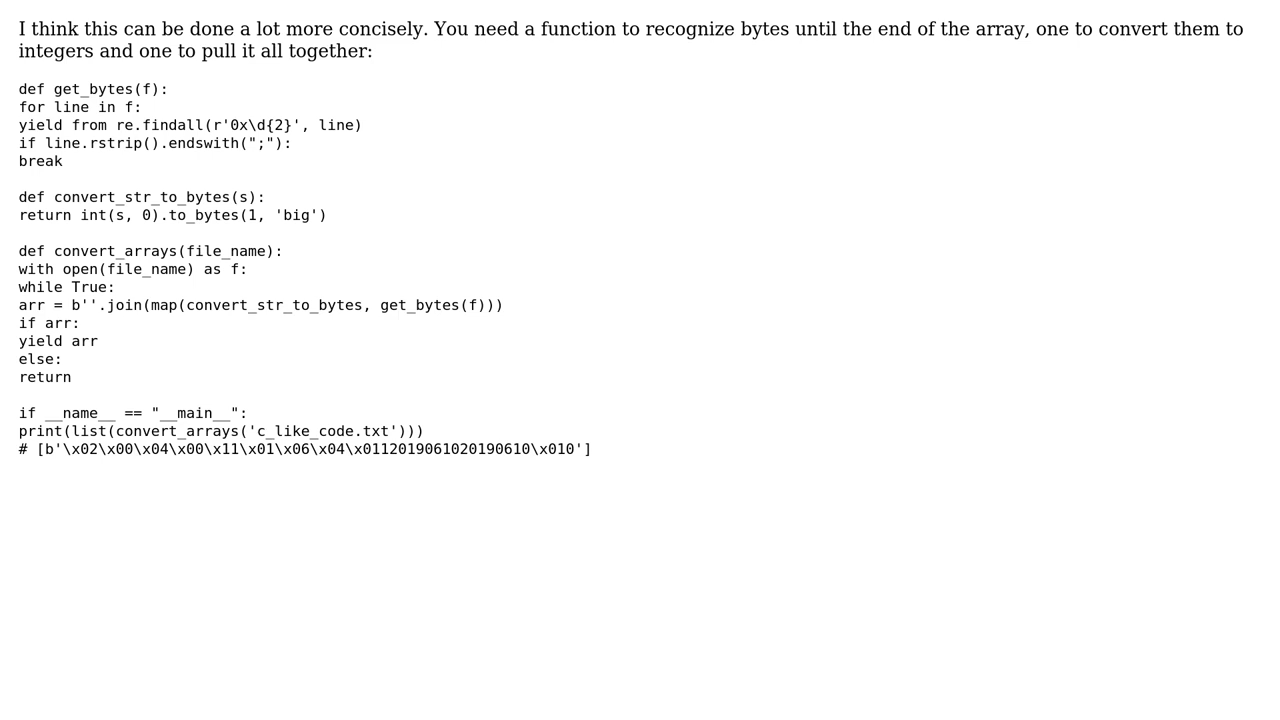 I think this can be done a lot more concisely. You need a function to recognize bytes until the end of the array, one to convert them to
integers and one to pull it all together:
def get_bytes(f):
for line in f:
yield from re.findall(r'0x\d{2}', line)
if line.rstrip().endswith(";"):
break
def convert_str_to_bytes(s):
return int(s, 0).to_bytes(1, 'big')
def convert_arrays(file_name):
with open(file_name) as f:
while True:
arr = b''.join(map(convert_str_to_bytes, get_bytes(f)))
if arr:
yield arr
else:
return
if __name__ == "__main__":
print(list(convert_arrays('c_like_code.txt')))
# [b'\x02\x00\x04\x00\x11\x01\x06\x04\x0112019061020190610\x010']